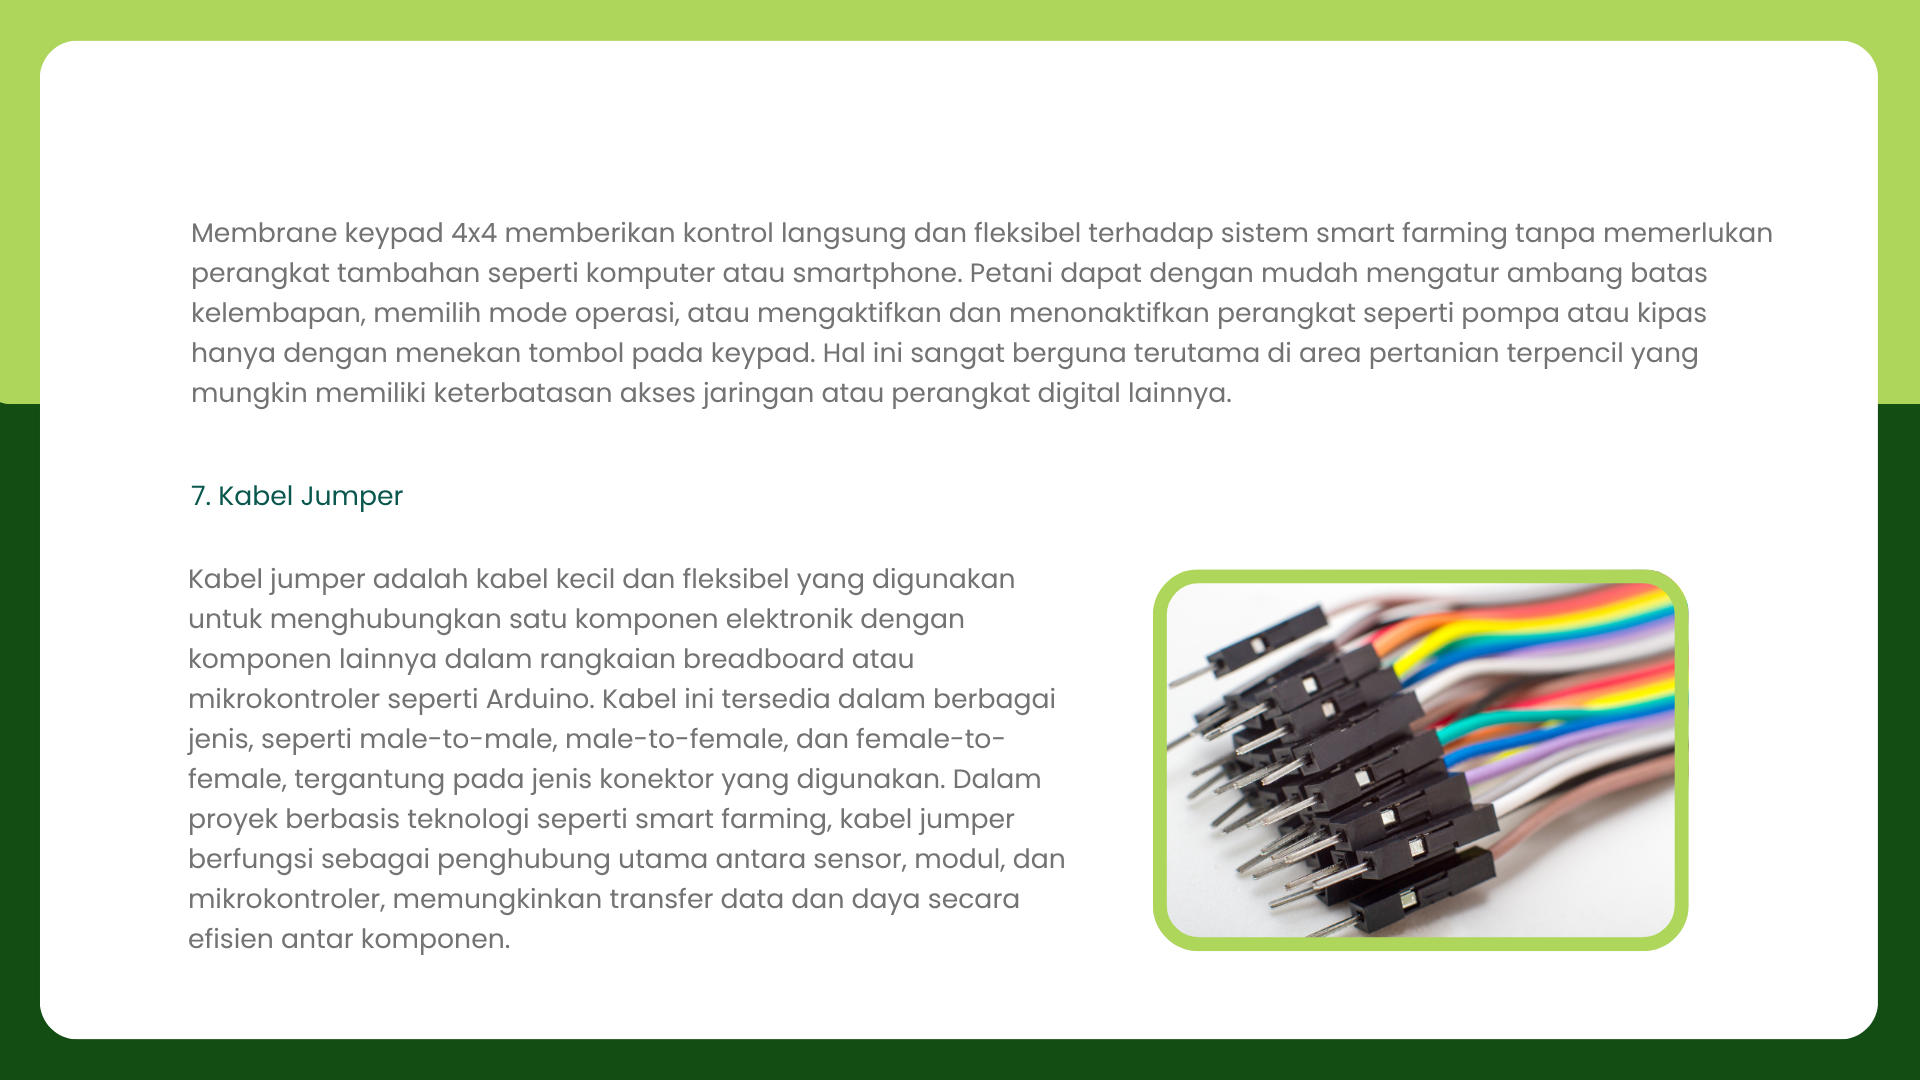 Membrane keypad 4x4 memberikan kontrol langsung dan fleksibel terhadap sistem smart farming tanpa memerlukan
perangkat tambahan seperti komputer atau smartphone. Petani dapat dengan mudah mengatur ambang batas
kelembapan, memilih mode operasi, atau mengaktifkan dan menonaktifkan perangkat seperti pompa atau kipas
hanya dengan menekan tombol pada keypad. Hal ini sangat berguna terutama di area pertanian terpencil yang
mungkin memiliki keterbatasan akses jaringan atau perangkat digital lainnya.
7. Kabel Jumper
Kabel jumper adalah kabel kecil dan fleksibel yang digunakan
untuk menghubungkan satu komponen elektronik dengan
komponen lainnya dalam rangkaian breadboard atau
mikrokontroler seperti Arduino. Kabel ini tersedia dalam berbagai
jenis, seperti male-to-male, male-to-female, dan female-to-
female, tergantung pada jenis konektor yang digunakan. Dalam
proyek berbasis teknologi seperti smart farming, kabel jumper
berfungsi sebagai penghubung utama antara sensor, modul, dan
mikrokontroler, memungkinkan transfer data dan daya secara
efisien antar komponen.